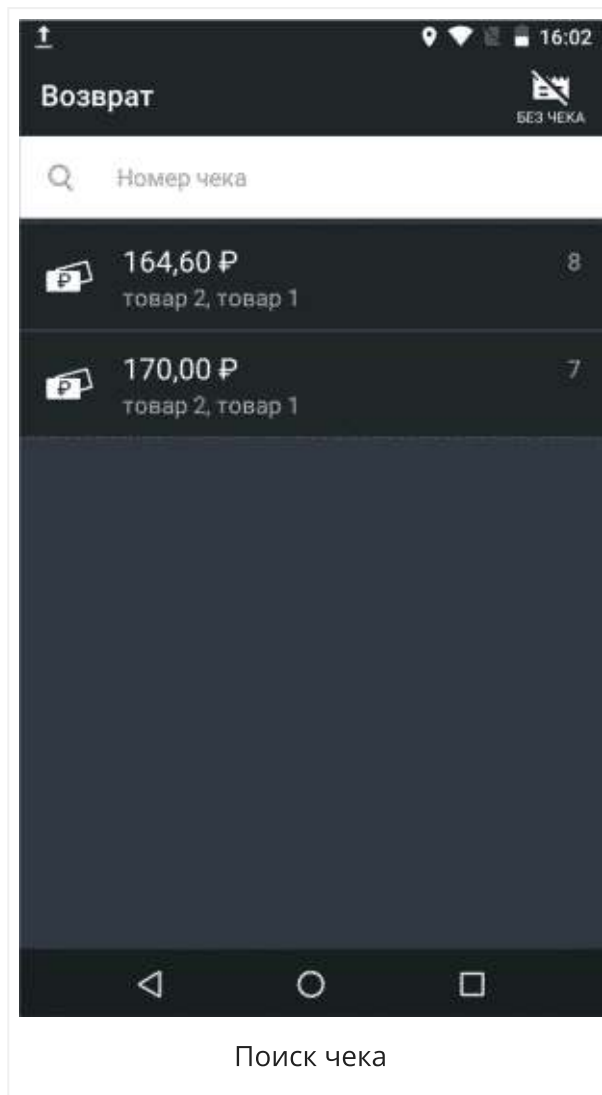 16:02
Возврат
БЕЗ ЧЕКА
Номер чека
164,60 ₽
8
товар 2, товар 1
170,00 ₽
7
товар 2, товар 1
Поиск чека